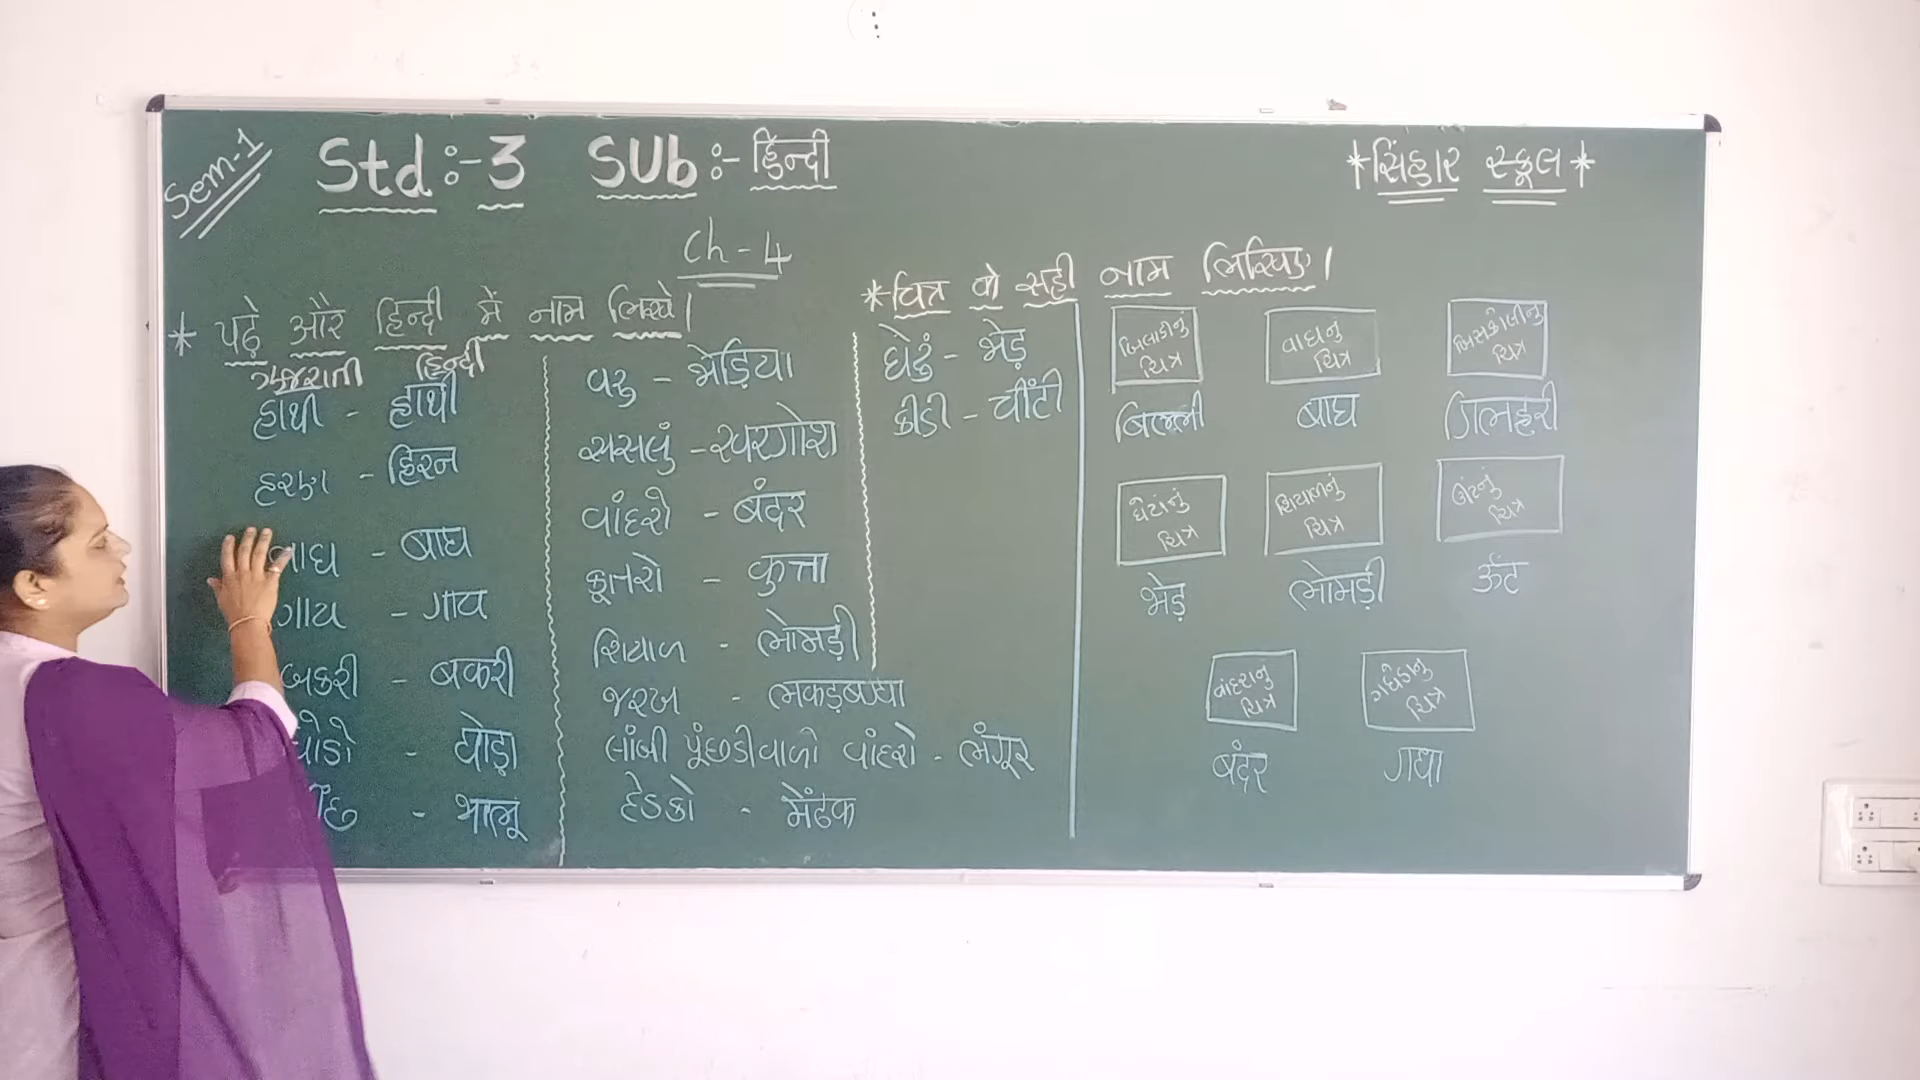 Sem-1
Std:- 3 Sub:- हिन्दी
*સિંહાર સ્કૂલ*
Ch-4
* पढ़े और हिन्दी में नाम लिखे।
ગુજરાતી हिन्दी
હાથી - हाथी
હરણ - हिरन
વાઘ - बाघ
ગાય - गाय
બકરી - बकरी
ઘોડો - घोड़ा
- भालू
વરુ - भेड़िया
સસલું - खरगोश
વાંદરો - बंदर
કૂતરો - कुत्ता
શિયાળ - लोमड़ी
જરખ - लकड़बग्घा
લાંબી પૂંછડીવાળો વાંદરો - लंगूर
દેડકો - मेंढक
ઘેટું - भेड़
કીડી - चींटी
*चित्र के सही नाम लिखिए।
બિલાડીનું ચિત્ર
વાઘનું ચિત્ર
ખિસકોલીનું ચિત્ર
बिल्ली
बाघ
गिलहरी
ઘેટાંનું ચિત્ર
શિયાળનું ચિત્ર
ઊંટનું ચિત્ર
भेड़
लोमड़ी
ऊँट
વાંદરાનું ચિત્ર
ગધેડાનું ચિત્ર
बंदर
गधा